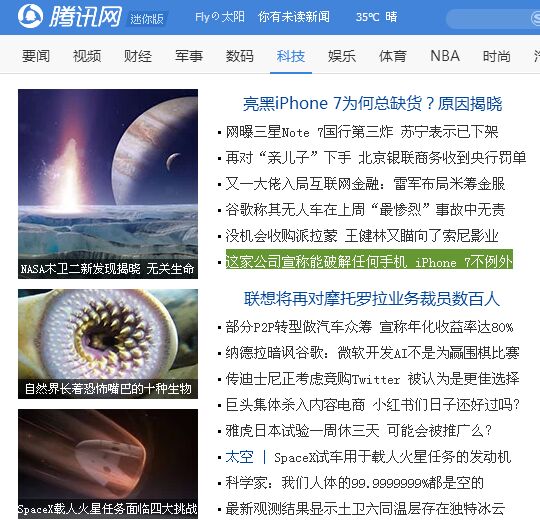 腾讯网 迷你版 Fly の 太阳 你有未读新闻 35℃ 晴
要闻 视频 财经 军事 数码 科技 娱乐 体育 NBA 时尚
亮黑iPhone 7为何总缺货？原因揭晓
网曝三星Note 7国行第三炸 苏宁表示已下架
再对“亲儿子”下手 北京银联商务收到央行罚单
又一大佬入局互联网金融：雷军布局米筹金服
谷歌称其无人车在上周“最惨烈”事故中无责
没机会收购派拉蒙 王健林又瞄向了索尼影业
NASA木卫二新发现揭晓 无关生命
这家公司宣称能破解任何手机 iPhone 7不例外
联想将再对摩托罗拉业务裁员数百人
部分P2P转型做汽车众筹 宣称年化收益率达80%
纳德拉暗讽谷歌：微软开发AI不是为赢围棋比赛
传迪士尼正考虑竞购Twitter 被认为是更佳选择
自然界长着恐怖嘴巴的十种生物
巨头集体杀入内容电商 小红书们日子还好过吗？
雅虎日本试验一周休三天 可能会被推广么？
太空 | SpaceX试车用于载人火星任务的发动机
科学家：我们人体的99.9999999%都是空的
SpaceX载人火星任务面临四大挑战
最新观测结果显示土卫六同温层存在独特冰云